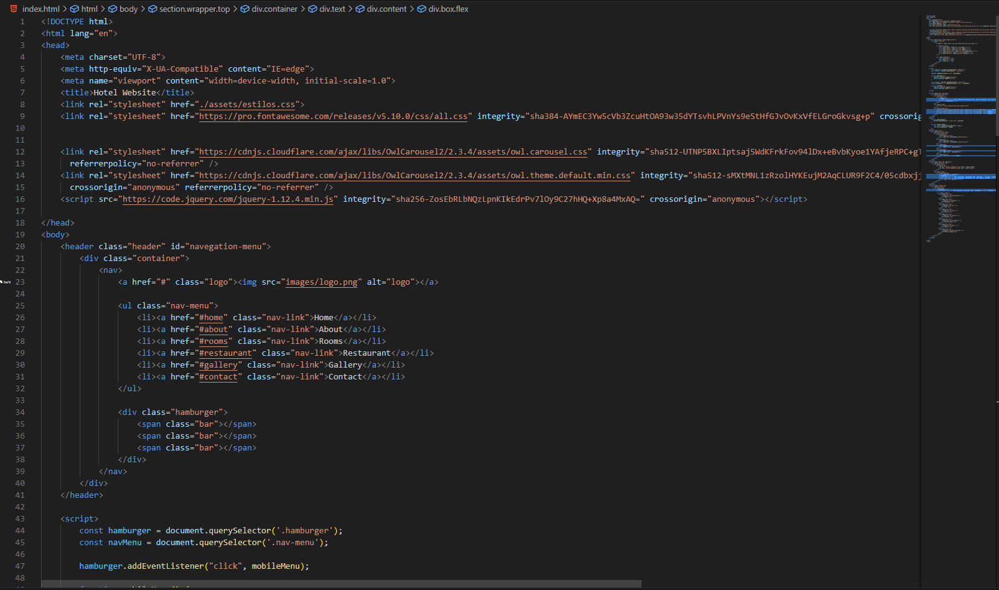 index.html > html > body > section.wrapper.top > div.container > div.text > div.content > div.box.flex
1 <!DOCTYPE html>
2 <html lang="en">
3 <head>
4 <meta charset="UTF-8">
5 <meta http-equiv="X-UA-Compatible" content="IE=edge">
6 <meta name="viewport" content="width=device-width, initial-scale=1.0">
7 <title>Hotel Website</title>
8 <link rel="stylesheet" href="./assets/estilos.css">
9 <link rel="stylesheet" href="https://pro.fontawesome.com/releases/v5.10.0/css/all.css" integrity="sha384-AYmEC3Yw5cVb3ZcuHtOA93w35dYTsvhLPVnYs9eStHfGJvOvKxVfELGroGkvsg+p" crossorig
10
11
12 <link rel="stylesheet" href="https://cdnjs.cloudflare.com/ajax/libs/OwlCarousel2/2.3.4/assets/owl.carousel.css" integrity="sha512-UTNP5BXLIptsaj5WdKFrkFov94lDx+eBvbKyoe1YAfjeRPC+gT
13 referrerpolicy="no-referrer" />
14 <link rel="stylesheet" href="https://cdnjs.cloudflare.com/ajax/libs/OwlCarousel2/2.3.4/assets/owl.theme.default.min.css" integrity="sha512-sMXtMNL1zRzolHYKEujM2AqCLUR9F2C4/05cdbxjj
15 crossorigin="anonymous" referrerpolicy="no-referrer" />
16 <script src="https://code.jquery.com/jquery-1.12.4.min.js" integrity="sha256-ZosEbRLbNQzLpnKIkEdrPv7lOy9C27hHQ+Xp8a4MxAQ=" crossorigin="anonymous"></script>
17
18 </head>
19 <body>
20 <header class="header" id="navegation-menu">
21 <div class="container">
22 <nav>
23 <a href="#" class="logo"><img src="images/logo.png" alt="logo"></a>
24
25 <ul class="nav-menu">
26 <li><a href="#home" class="nav-link">Home</a></li>
27 <li><a href="#about" class="nav-link">About</a></li>
28 <li><a href="#rooms" class="nav-link">Rooms</a></li>
29 <li><a href="#restaurant" class="nav-link">Restaurant</a></li>
30 <li><a href="#gallery" class="nav-link">Gallery</a></li>
31 <li><a href="#contact" class="nav-link">Contact</a></li>
32 </ul>
33
34 <div class="hamburger">
35 <span class="bar"></span>
36 <span class="bar"></span>
37 <span class="bar"></span>
38 </div>
39 </nav>
40 </div>
41 </header>
42
43 <script>
44 const hamburger = document.querySelector('.hamburger');
45 const navMenu = document.querySelector('.nav-menu');
46
47 hamburger.addEventListener("click", mobileMenu);
48